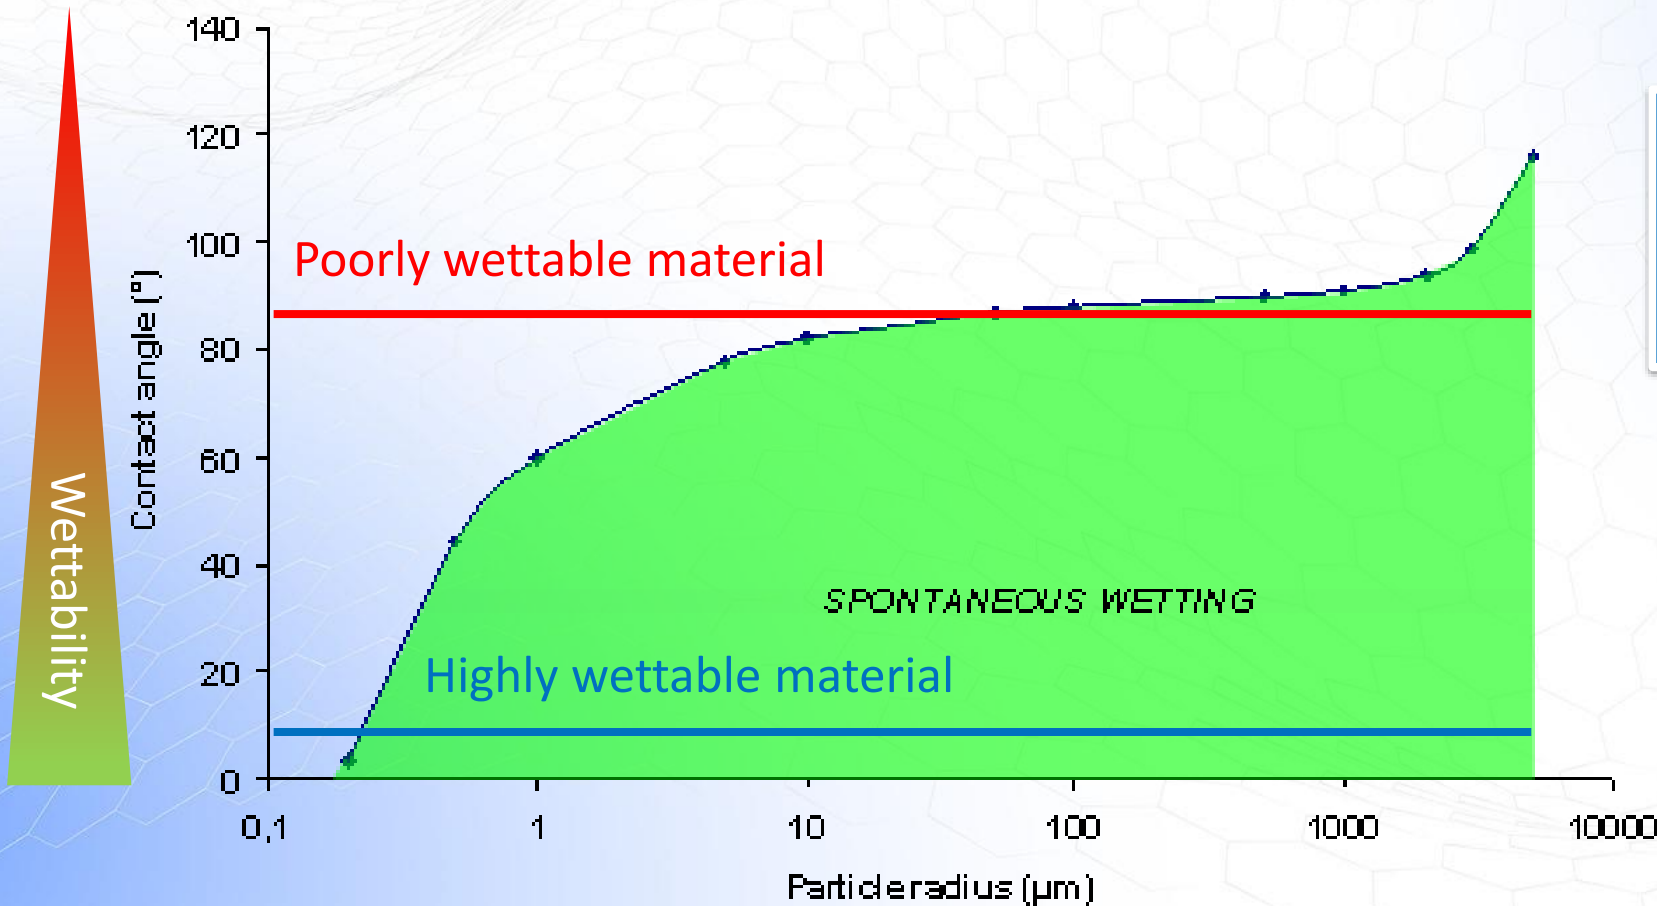 140
120
100
80
60
40
20
0
Contact angle (°)
Wettability
Poorly wettable material
SPONTANEOUS WETTING
Highly wettable material
0,1 1 10 100 1000 10000
Particle radius (µm)